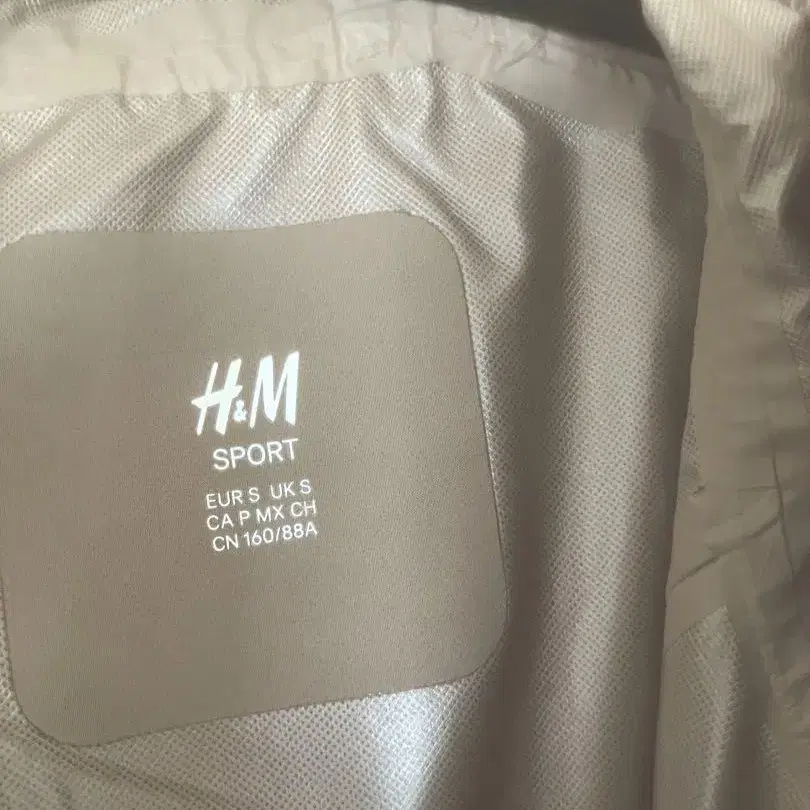 H&M
SPORT
EUR S UK S
CA P MX CH
CN 160/88A